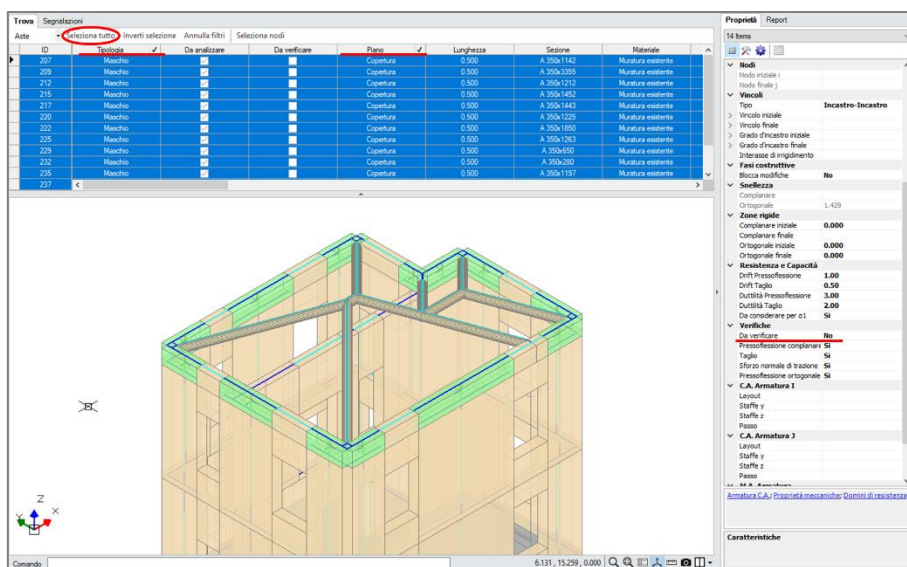 Trova Segnalazioni
Aste Seleziona tutto Inverti selezione Annulla filtri Seleziona nodi
ID Tipologia Da analizzare Da verificare Piano Lunghezza Sezione Materiale
207 Maschio Copertura 0.500 A 350x1142 Muratura esistente
209 Maschio Copertura 0.500 A 350x3355 Muratura esistente
212 Maschio Copertura 0.500 A 350x1212 Muratura esistente
215 Maschio Copertura 0.500 A 350x1452 Muratura esistente
217 Maschio Copertura 0.500 A 350x1443 Muratura esistente
220 Maschio Copertura 0.500 A 350x1225 Muratura esistente
222 Maschio Copertura 0.500 A 350x1050 Muratura esistente
225 Maschio Copertura 0.500 A 350x1263 Muratura esistente
229 Maschio Copertura 0.500 A 350x650 Muratura esistente
232 Maschio Copertura 0.500 A 350x280 Muratura esistente
235 Maschio Copertura 0.500 A 350x1197 Muratura esistente
237
Z
X
Comando
6.131 , 15.259 , 0.000
Proprietà Report
14 Items
Nodi
Nodo iniziale i
Nodo finale j
Vincoli
Tipo Incastro-Incastro
Vincolo iniziale
Vincolo finale
Grado d'incastro iniziale
Grado d'incastro finale
Interasse di irrigidimento
Fasi costruttive
Blocca modifiche No
Snellezza
Complanare
Ortogonale 1.429
Zone rigide
Complanare iniziale 0.000
Complanare finale
Ortogonale iniziale 0.000
Ortogonale finale 0.000
Resistenza e Capacità
Drift Pressoflessione 1.00
Drift Taglio 0.50
Duttilità Pressoflessione 3.00
Duttilità Taglio 2.00
Da considerare per α1 Sì
Verifiche
Da verificare No
Pressoflessione complanare Sì
Taglio Sì
Sforzo normale di trazione Sì
Pressoflessione ortogonale Sì
C.A. Armatura I
Layout
Staffe y
Staffe z
Passo
C.A. Armatura J
Layout
Staffe y
Staffe z
Passo
Armatura C.A.; Proprietà meccaniche; Domini di resistenza
Caratteristiche